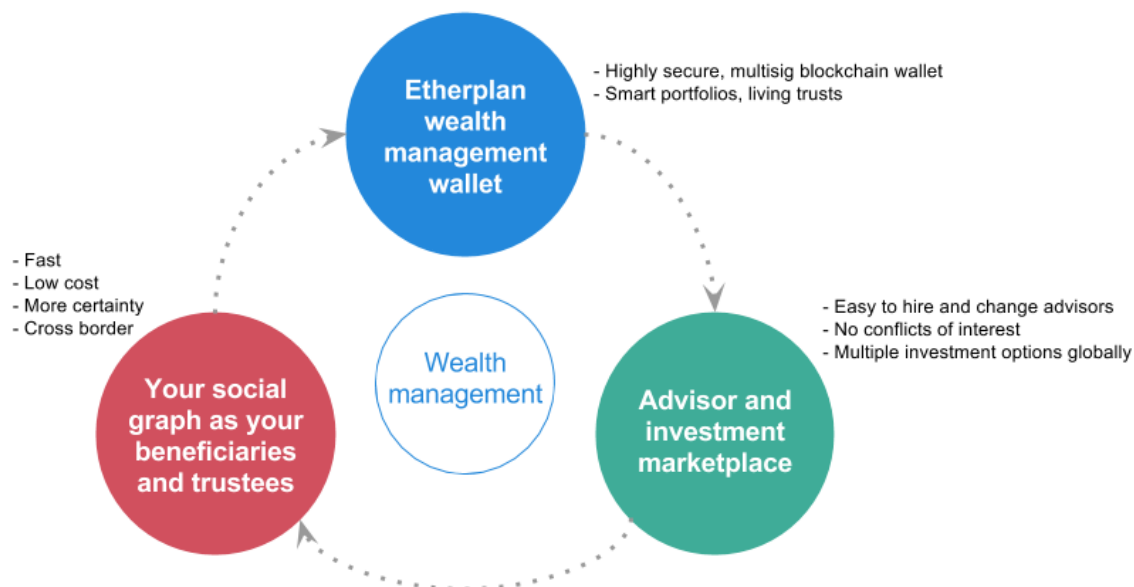 Etherplan
wealth
management
wallet
- Highly secure, multisig blockchain wallet
- Smart portfolios, living trusts
- Fast
- Low cost
- More certainty
- Cross border
- Easy to hire and change advisors
- No conflicts of interest
- Multiple investment options globally
Wealth
management
Your social
graph as your
beneficiaries
and trustees
Advisor and
investment
marketplace